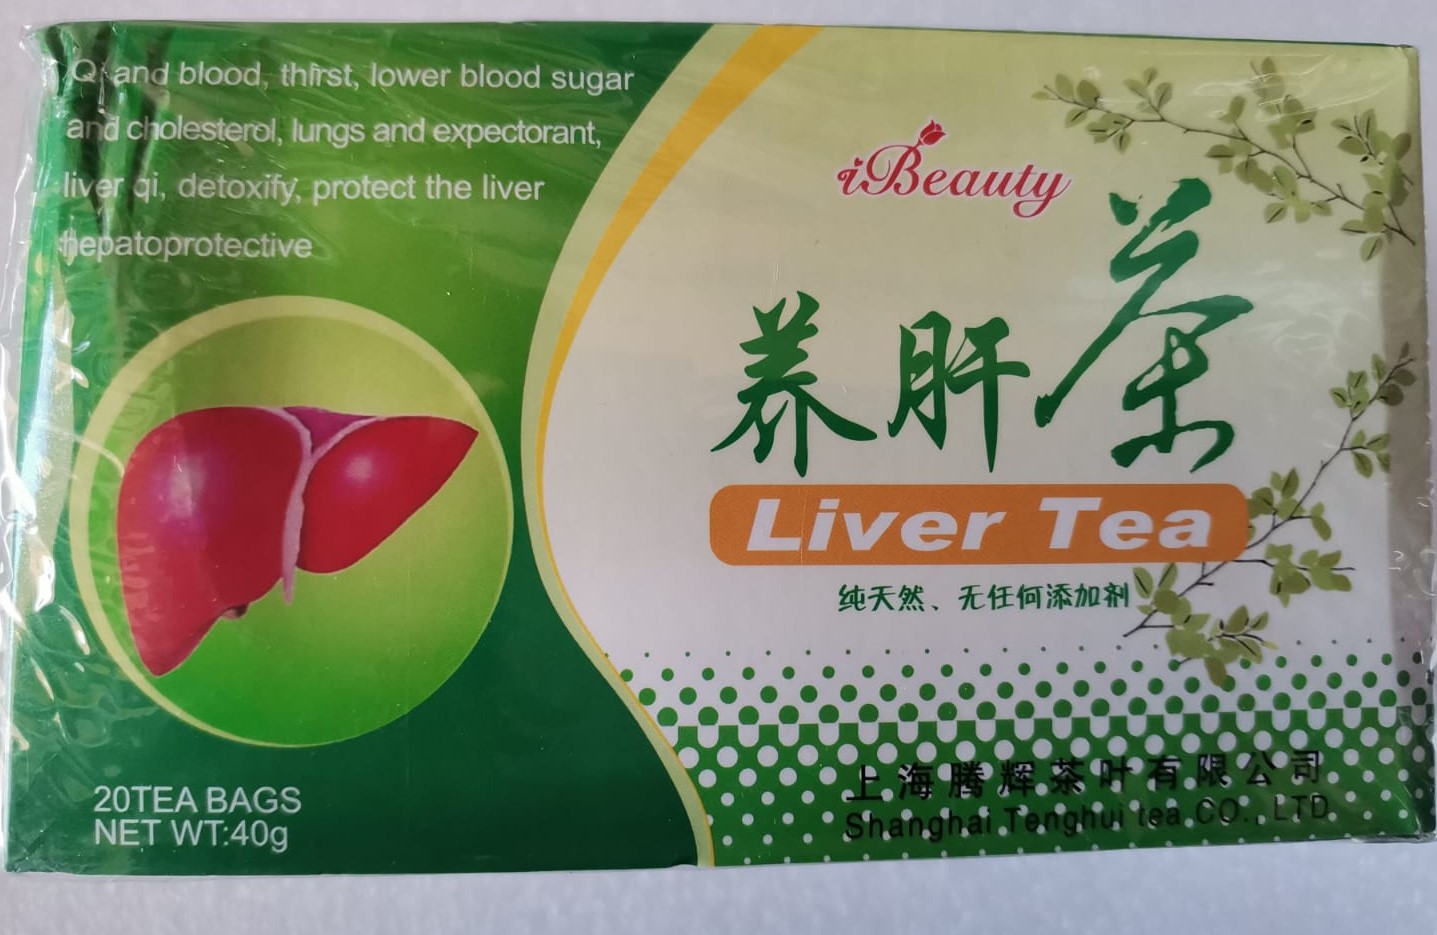 Qi and blood, thirst, lower blood sugar
and cholesterol, lungs and expectorant,
liver qi, detoxify, protect the liver
hepatoprotective
iBeauty
养肝茶
Liver Tea
纯天然、无任何添加剂
20TEA BAGS
NET WT:40g
上海腾辉茶叶有限公司
Shanghai Tenghui tea CO., LTD